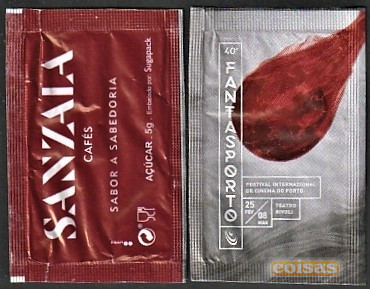 SANZALA
CAFÉS
SABOR A SABEDORIA
AÇÚCAR - 5g Embalado por: Sugapack
40º
FANTASPORTO
FESTIVAL INTERNACIONAL
DE CINEMA DO PORTO
25
FEV
08
MAR
TEATRO
RIVOLI
coisas